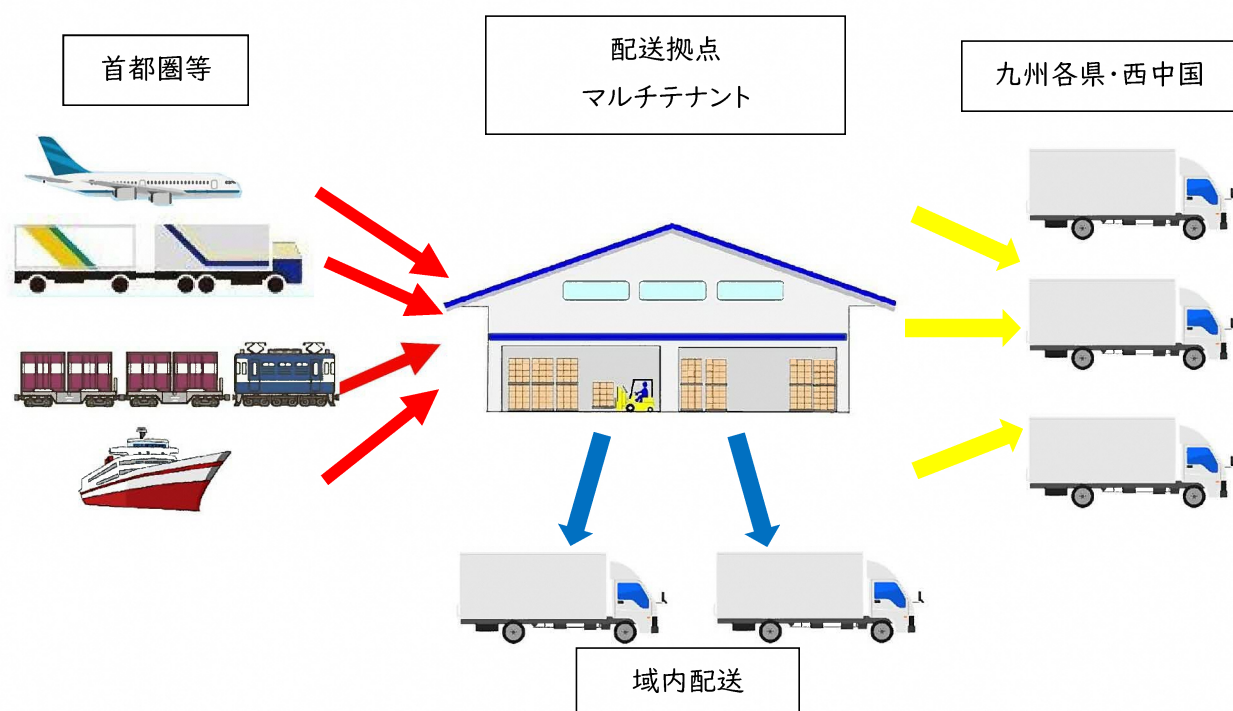 首都圏等
配送拠点
マルチテナント
九州各県・西中国
域内配送